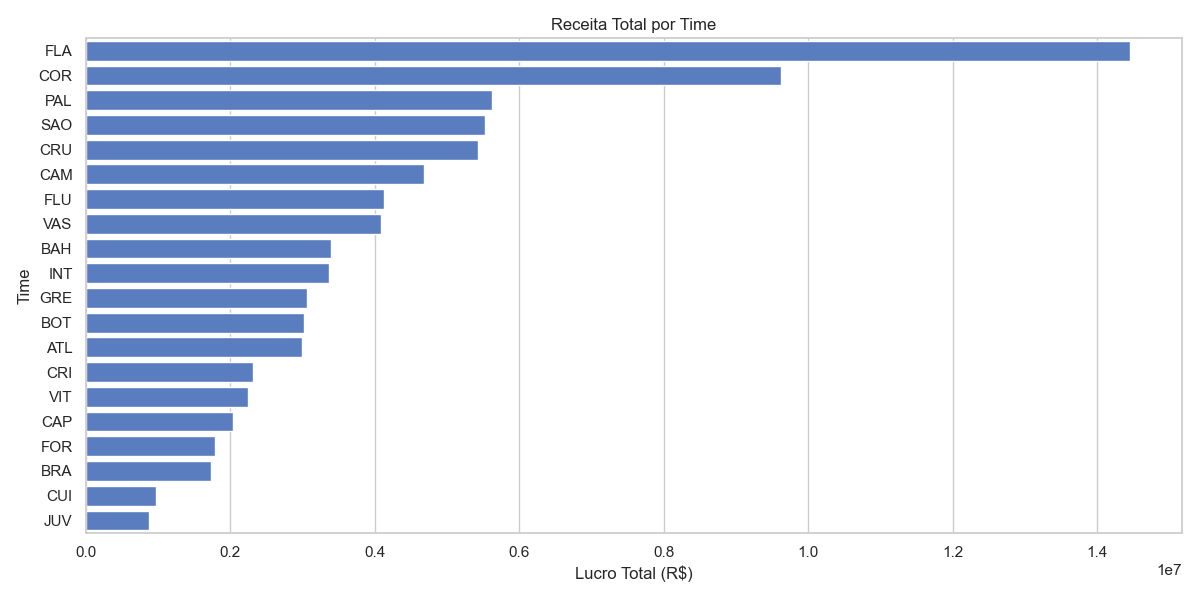 Receita Total por Time
FLA
COR
PAL
SAO
CRU
CAM
FLU
VAS
BAH
INT
GRE
BOT
ATL
CRI
VIT
CAP
FOR
BRA
CUI
JUV
Time
0.0 0.2 0.4 0.6 0.8 1.0 1.2 1.4
1e7
Lucro Total (R$)